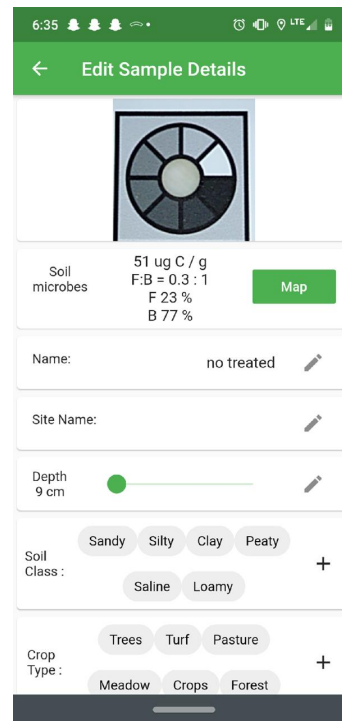 6:35
LTE
Edit Sample Details
Soil
microbes
51 ug C / g
F:B = 0.3 : 1
F 23 %
B 77 %
Map
Name:
no treated
Site Name:
Depth
9 cm
Soil
Class :
Sandy Silty Clay Peaty
Saline Loamy
Crop
Type :
Trees Turf Pasture
Meadow Crops Forest